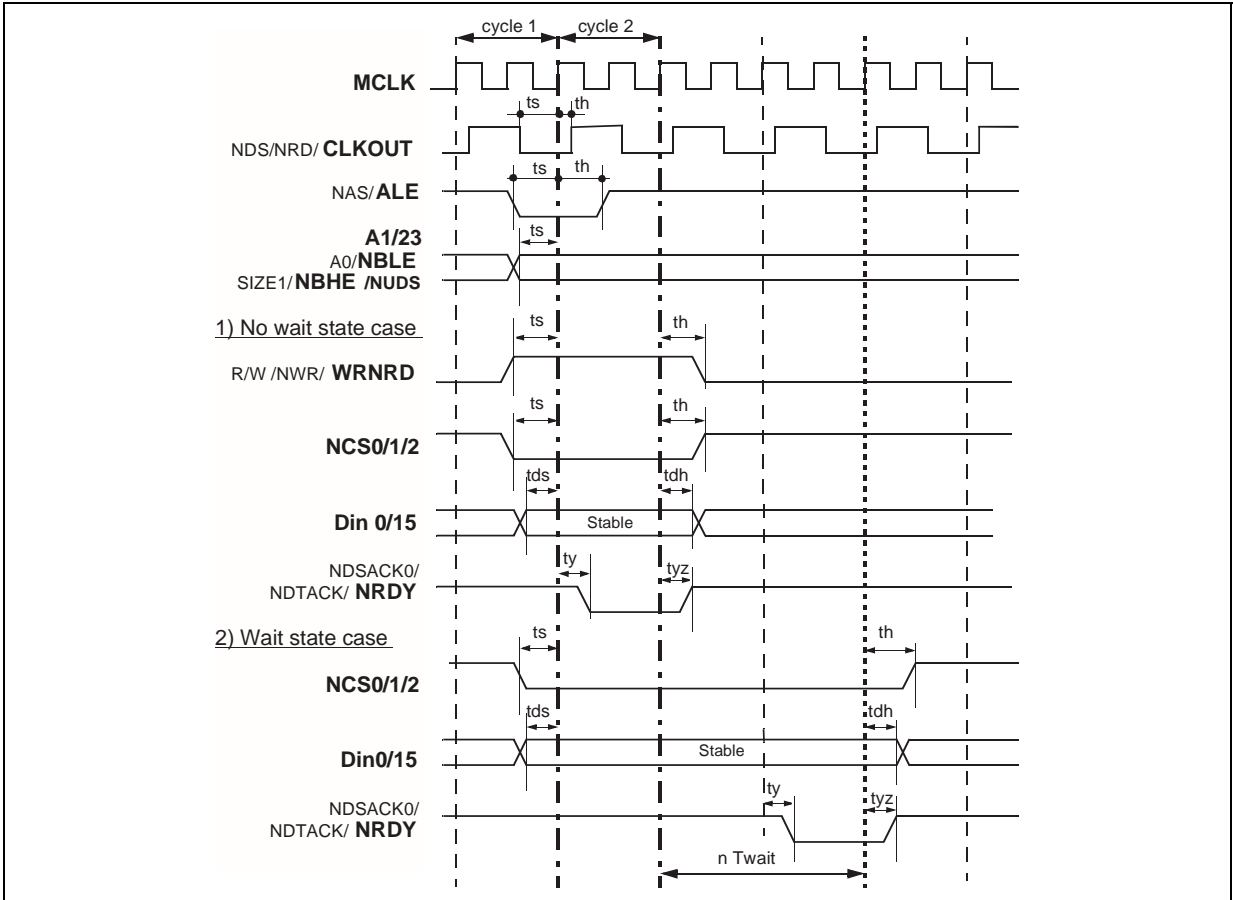 cycle 1 cycle 2
MCLK
ts th
NDS/NRD/ CLKOUT
ts th
NAS/ ALE
A1/23
ts
A0/NBLE
SIZE1/NBHE /NUDS
1) No wait state case
ts th
R/W /NWR/ WRNRD
ts th
NCS0/1/2
tds tdh
Din 0/15 Stable
NDSACK0/
ty tyz
NDTACK/ NRDY
2) Wait state case
ts th
NCS0/1/2
tds tdh
Din0/15 Stable
ty tyz
NDSACK0/
NDTACK/ NRDY
n Twait